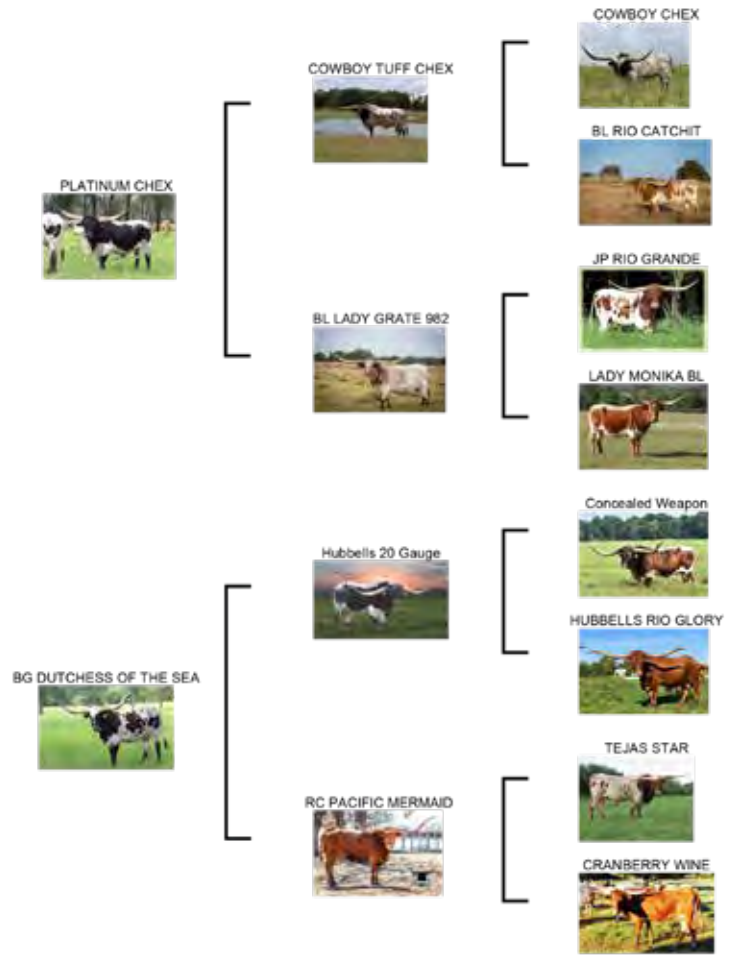 COWBOY CHEX
COWBOY TUFF CHEX
BL RIO CATCHIT
PLATINUM CHEX
JP RIO GRANDE
BL LADY GRATE 982
LADY MONIKA BL
Concealed Weapon
Hubbells 20 Gauge
HUBBELLS RIO GLORY
BG DUTCHESS OF THE SEA
TEJAS STAR
RC PACIFIC MERMAID
CRANBERRY WINE